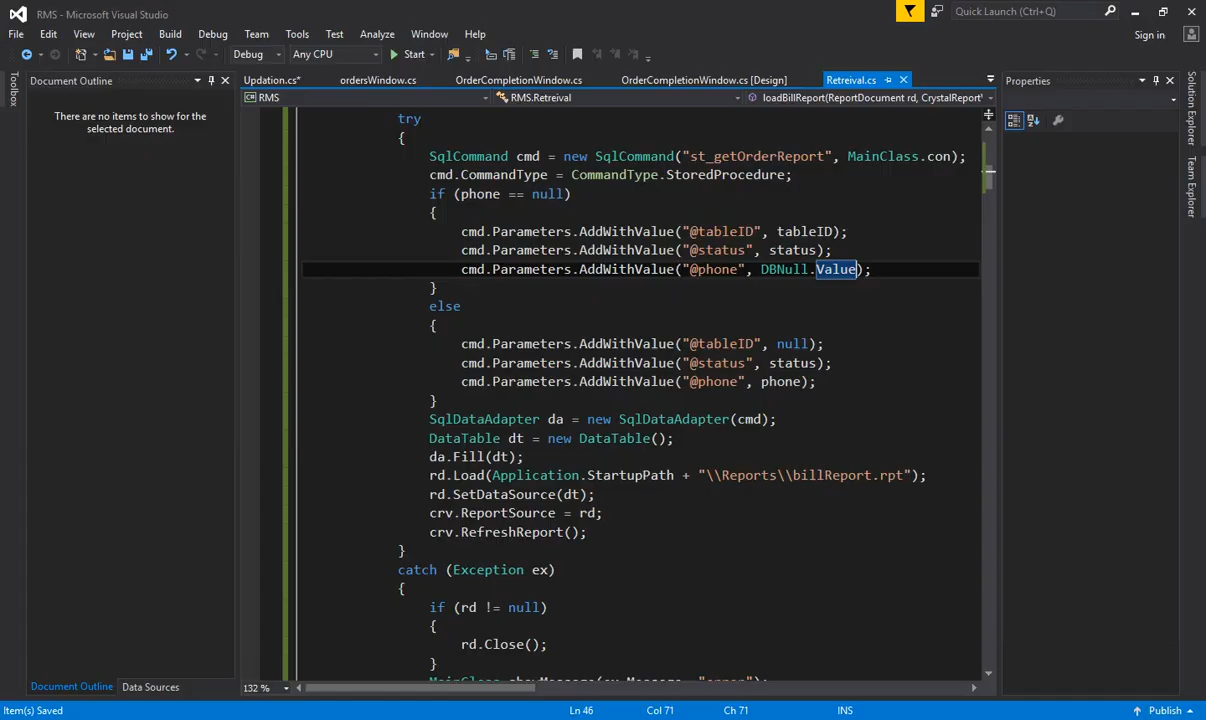 RMS - Microsoft Visual Studio
Quick Launch (Ctrl+Q)
File Edit View Project Build Debug Team Tools Test Analyze Window Help
Sign in
Debug Any CPU Start
Toolbox
Document Outline
There are no items to show for the
selected document.
Updation.cs* ordersWindow.cs OrderCompletionWindow.cs OrderCompletionWindow.cs [Design] Retreival.cs
RMS RMS.Retreival loadBillReport(ReportDocument rd, CrystalReport
Properties
Solution Explorer
Team Explorer
try
{
SqlCommand cmd = new SqlCommand("st_getOrderReport", MainClass.con);
cmd.CommandType = CommandType.StoredProcedure;
if (phone == null)
{
cmd.Parameters.AddWithValue("@tableID", tableID);
cmd.Parameters.AddWithValue("@status", status);
cmd.Parameters.AddWithValue("@phone", DBNull.Value);
}
else
{
cmd.Parameters.AddWithValue("@tableID", null);
cmd.Parameters.AddWithValue("@status", status);
cmd.Parameters.AddWithValue("@phone", phone);
}
SqlDataAdapter da = new SqlDataAdapter(cmd);
DataTable dt = new DataTable();
da.Fill(dt);
rd.Load(Application.StartupPath + "\\Reports\\billReport.rpt");
rd.SetDataSource(dt);
crv.ReportSource = rd;
crv.RefreshReport();
}
catch (Exception ex)
{
if (rd != null)
{
rd.Close();
}
132 %
Document Outline Data Sources
Item(s) Saved Ln 46 Col 71 Ch 71 INS Publish